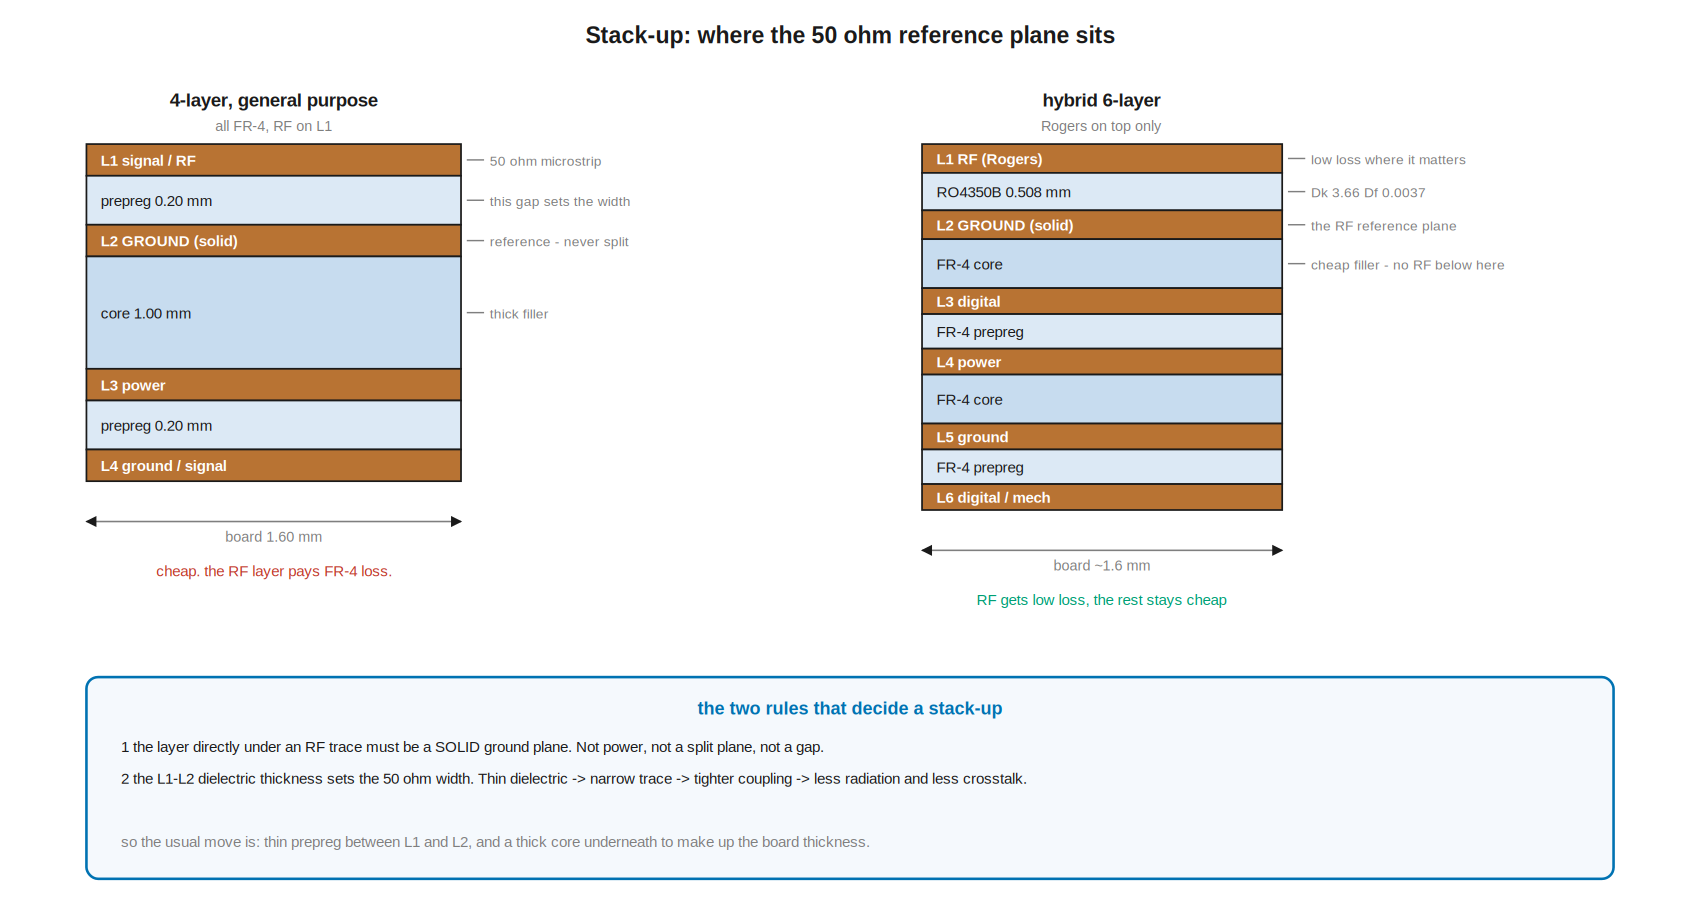 Stack-up: where the 50 ohm reference plane sits
4-layer, general purpose
all FR-4, RF on L1
L1 signal / RF
50 ohm microstrip
prepreg 0.20 mm
this gap sets the width
L2 GROUND (solid)
reference - never split
core 1.00 mm
thick filler
L3 power
prepreg 0.20 mm
L4 ground / signal
board 1.60 mm
cheap. the RF layer pays FR-4 loss.
hybrid 6-layer
Rogers on top only
L1 RF (Rogers)
low loss where it matters
RO4350B 0.508 mm
Dk 3.66 Df 0.0037
L2 GROUND (solid)
the RF reference plane
FR-4 core
cheap filler - no RF below here
L3 digital
FR-4 prepreg
L4 power
FR-4 core
L5 ground
FR-4 prepreg
L6 digital / mech
board ~1.6 mm
RF gets low loss, the rest stays cheap
the two rules that decide a stack-up
1 the layer directly under an RF trace must be a SOLID ground plane. Not power, not a split plane, not a gap.
2 the L1-L2 dielectric thickness sets the 50 ohm width. Thin dielectric -> narrow trace -> tighter coupling -> less radiation and less crosstalk.
so the usual move is: thin prepreg between L1 and L2, and a thick core underneath to make up the board thickness.